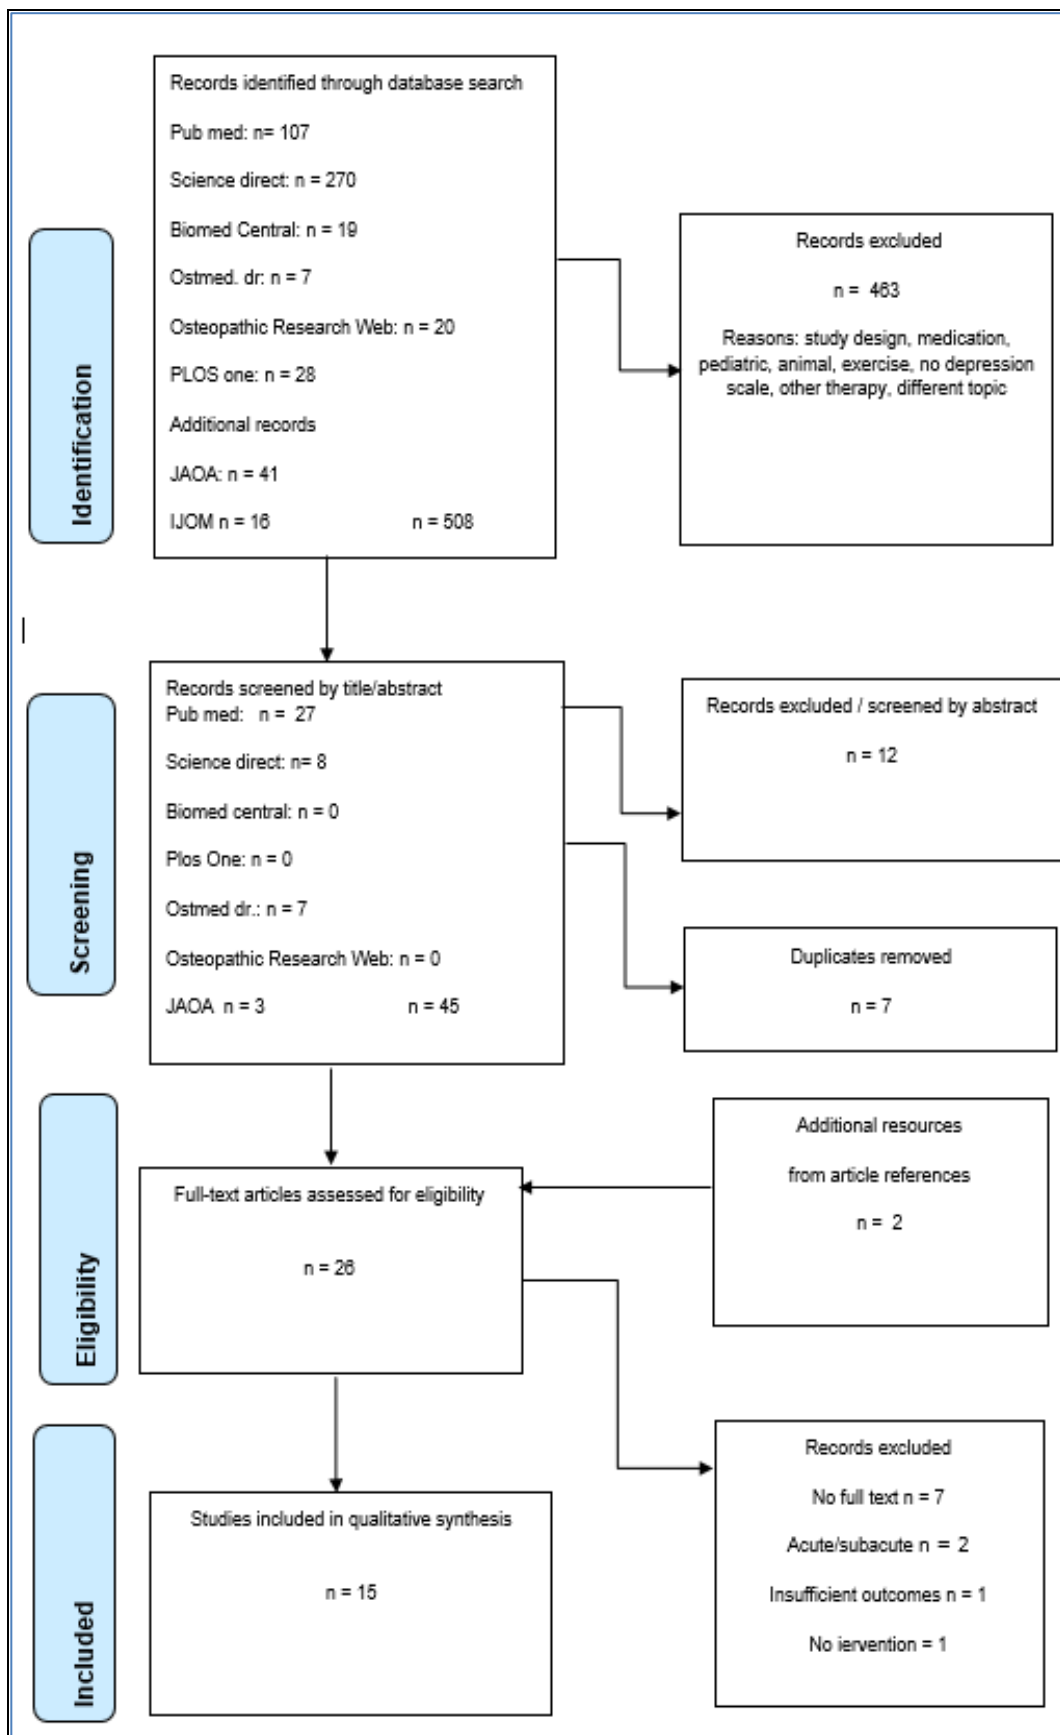 Identification
Records identified through database search
Pub med: n= 107
Science direct: n = 270
Biomed Central: n = 19
Ostmed. dr: n = 7
Osteopathic Research Web: n = 20
PLOS one: n = 28
Additional records
JAOA: n = 41
IJOM n = 16 n = 508
Records excluded
n = 463
Reasons: study design, medication,
pediatric, animal, exercise, no depression
scale, other therapy, different topic
Screening
Records screened by title/abstract
Pub med: n = 27
Science direct: n= 8
Biomed central: n = 0
Plos One: n = 0
Ostmed dr.: n = 7
Osteopathic Research Web: n = 0
JAOA n = 3 n = 45
Records excluded / screened by abstract
n = 12
Duplicates removed
n = 7
Eligibility
Full-text articles assessed for eligibility
n = 26
Additional resources
from article references
n = 2
Records excluded
No full text n = 7
Acute/subacute n = 2
Insufficient outcomes n = 1
No iervention = 1
Included
Studies included in qualitative synthesis
n = 15